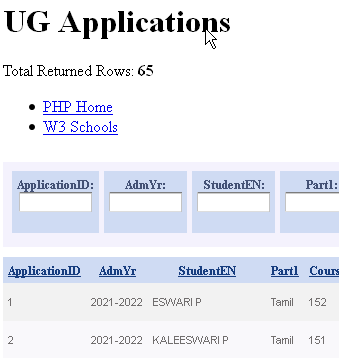 UG Applications
Total Returned Rows: 65
PHP Home
W3 Schools
ApplicationID: AdmYr: StudentEN: Part1:
ApplicationID AdmYr StudentEN Part1 Cours
1 2021-2022 ESWARI P Tamil 152
2 2021-2022 KALEESWARI P Tamil 151